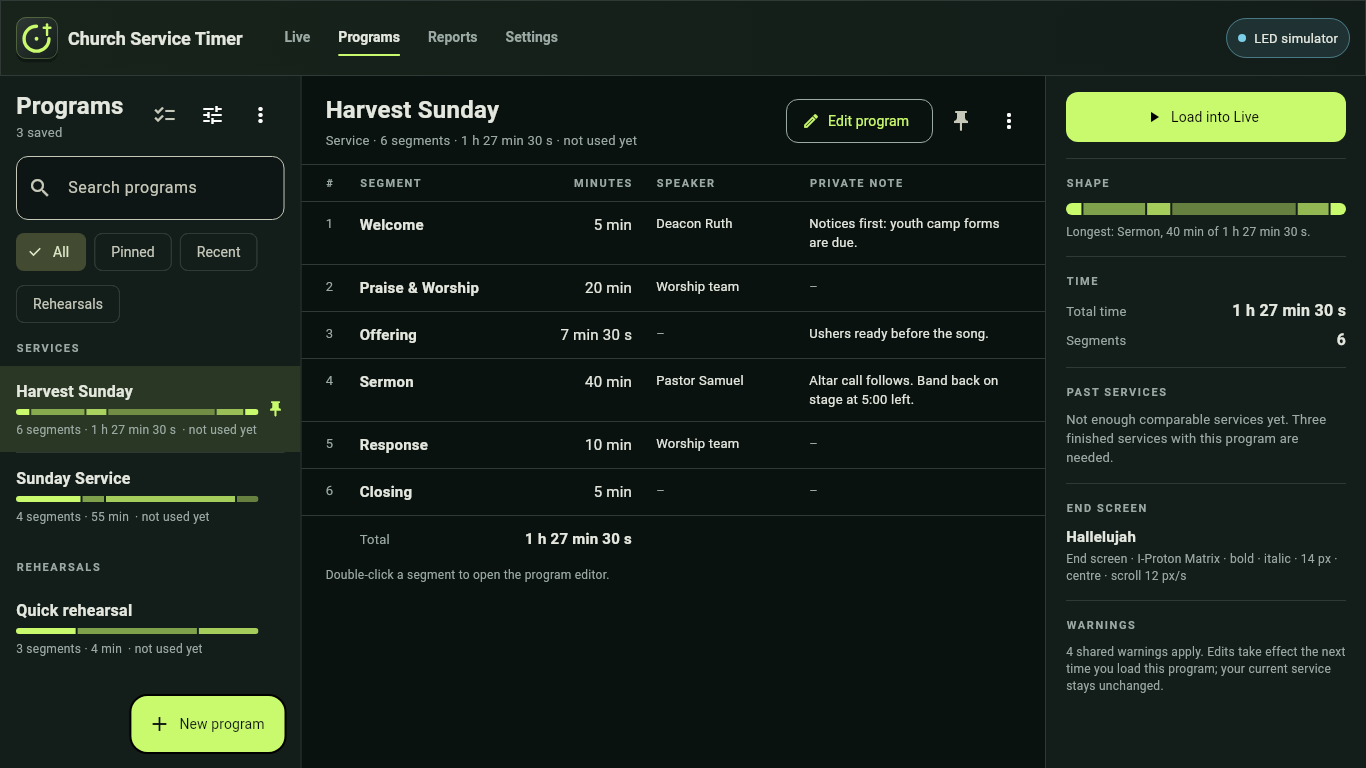 Church Service Timer
Live
Programs
Reports
Settings
LED simulator
Programs
3 saved
Search programs
All
Pinned
Recent
Rehearsals
SERVICES
Harvest Sunday
6 segments · 1 h 27 min 30 s · not used yet
Sunday Service
4 segments · 55 min · not used yet
REHEARSALS
Quick rehearsal
3 segments · 4 min · not used yet
New program
Harvest Sunday
Service · 6 segments · 1 h 27 min 30 s · not used yet
Edit program
# SEGMENT MINUTES SPEAKER PRIVATE NOTE
1 Welcome 5 min Deacon Ruth Notices first: youth camp forms
are due.
2 Praise & Worship 20 min Worship team –
3 Offering 7 min 30 s – Ushers ready before the song.
4 Sermon 40 min Pastor Samuel Altar call follows. Band back on
stage at 5:00 left.
5 Response 10 min Worship team –
6 Closing 5 min – –
Total 1 h 27 min 30 s
Double-click a segment to open the program editor.
Load into Live
SHAPE
Longest: Sermon, 40 min of 1 h 27 min 30 s.
TIME
Total time 1 h 27 min 30 s
Segments 6
PAST SERVICES
Not enough comparable services yet. Three
finished services with this program are
needed.
END SCREEN
Hallelujah
End screen · I-Proton Matrix · bold · italic · 14 px ·
centre · scroll 12 px/s
WARNINGS
4 shared warnings apply. Edits take effect the next
time you load this program; your current service
stays unchanged.